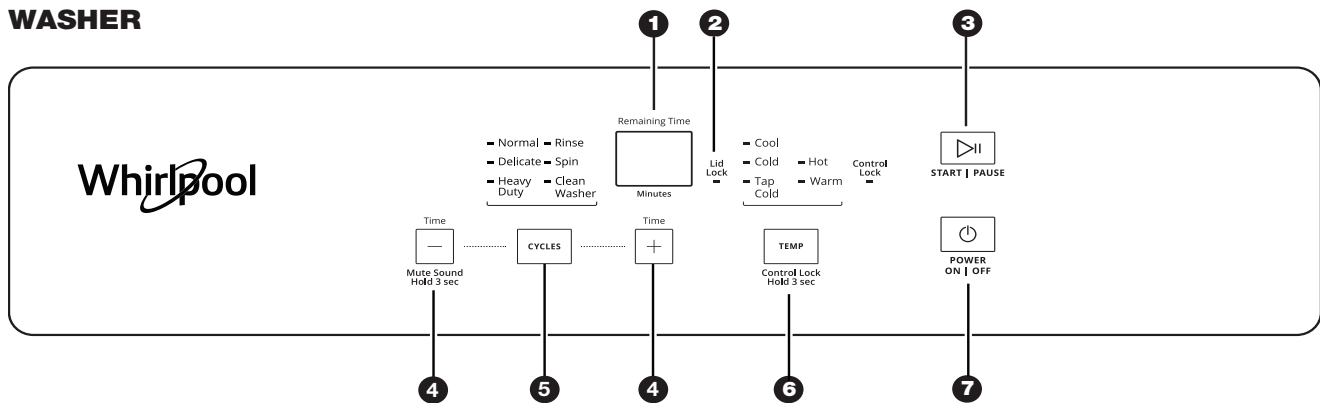 WASHER
1
2
3
Whirlpool
Normal
Delicate
Heavy
Duty
Rinse
Spin
Clean
Washer
Remaining Time
Minutes
Lid
Lock
Cool
Cold
Tap
Cold
Hot
Warm
Control
Lock
START | PAUSE
Time
−
Mute Sound
Hold 3 sec
CYCLES
Time
+
TEMP
Control Lock
Hold 3 sec
POWER
ON | OFF
4
5
4
6
7